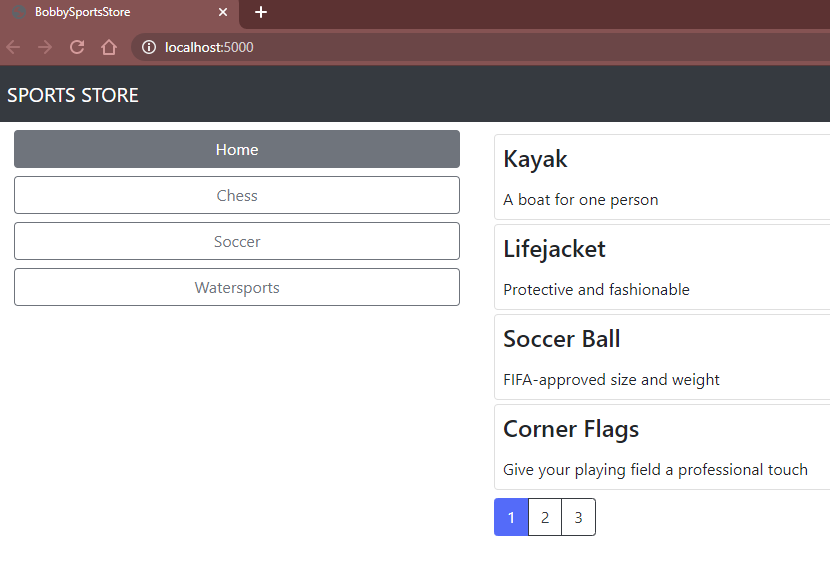 BobbySportsStore
localhost:5000
SPORTS STORE
Home
Chess
Soccer
Watersports
Kayak
A boat for one person
Lifejacket
Protective and fashionable
Soccer Ball
FIFA-approved size and weight
Corner Flags
Give your playing field a professional touch
1 2 3